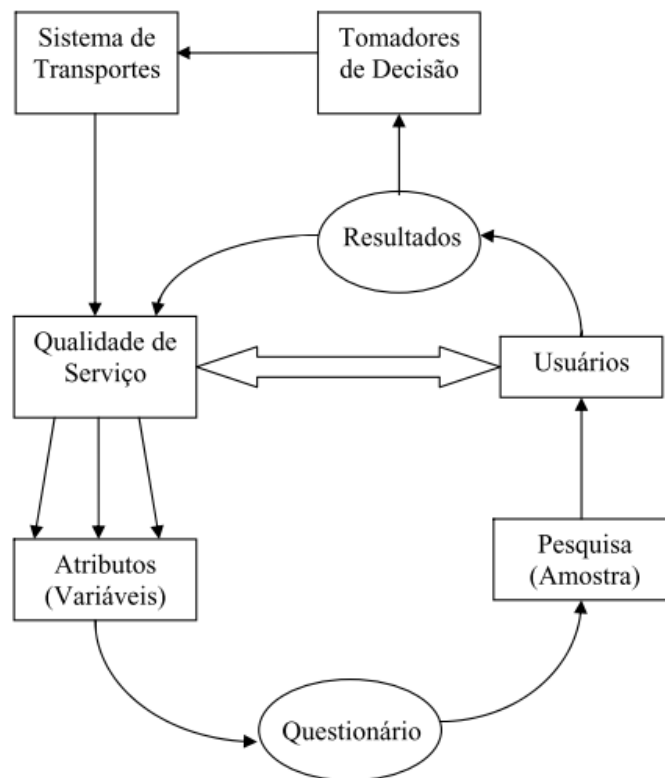 Sistema de
Transportes
Tomadores
de Decisão
Resultados
Qualidade de
Serviço
Usuários
Atributos
(Variáveis)
Pesquisa
(Amostra)
Questionário